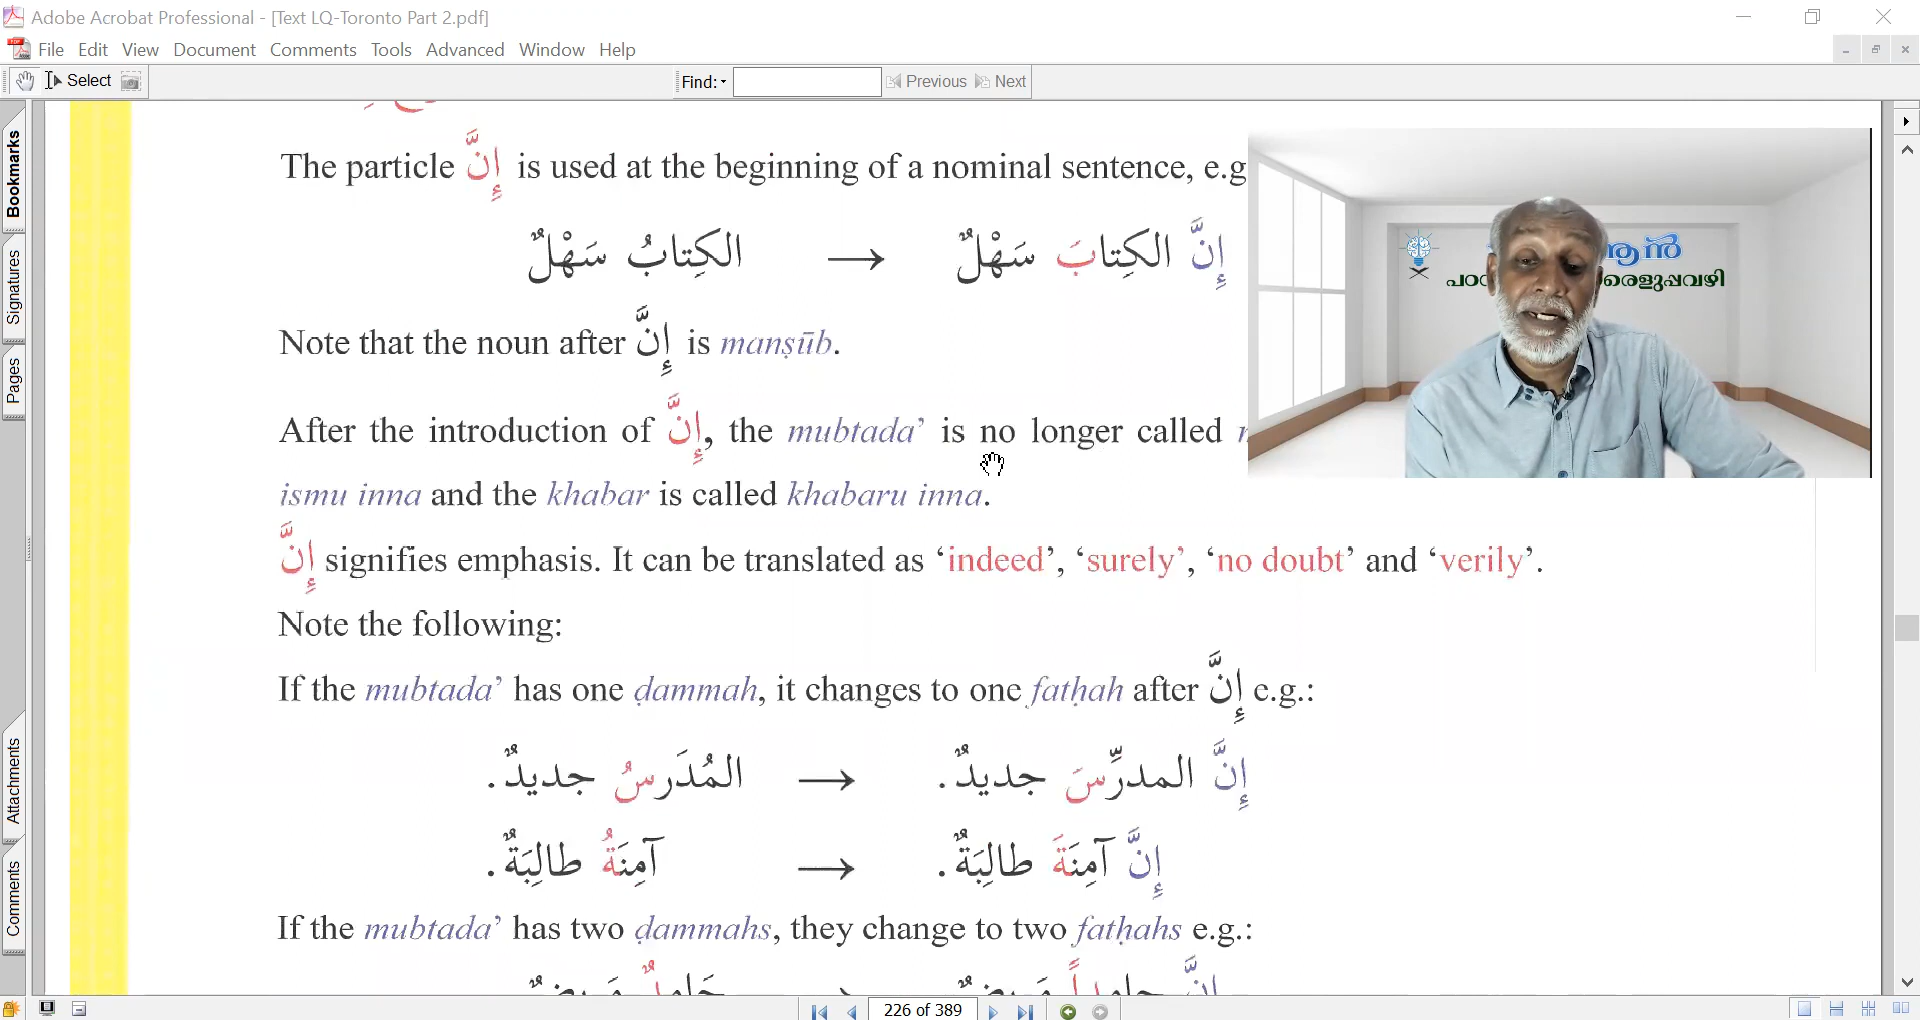 Adobe Acrobat Professional - [Text LQ-Toronto Part 2.pdf]
File Edit View Document Comments Tools Advanced Window Help
Select Find: Previous Next
Bookmarks
Signatures
Pages
Attachments
Comments
The particle إِنَّ is used at the beginning of a nominal sentence, e.g
الكِتابُ سَهْلٌ → إِنَّ الكِتابَ سَهْلٌ
Note that the noun after إِنَّ is manṣūb.
After the introduction of إِنَّ, the mubtada’ is no longer called
ismu inna and the khabar is called khabaru inna.
إِنَّ signifies emphasis. It can be translated as ‘indeed’, ‘surely’, ‘no doubt’ and ‘verily’.
Note the following:
If the mubtada’ has one ḍammah, it changes to one fatḥah after إِنَّ e.g.:
المُدَرسُ جديدٌ. → إِنَّ المدرِّسَ جديدٌ.
آمِنَةُ طالِبَةٌ. → إِنَّ آمِنَةَ طالِبَةٌ.
If the mubtada’ has two ḍammahs, they change to two fatḥahs e.g.:
226 of 389